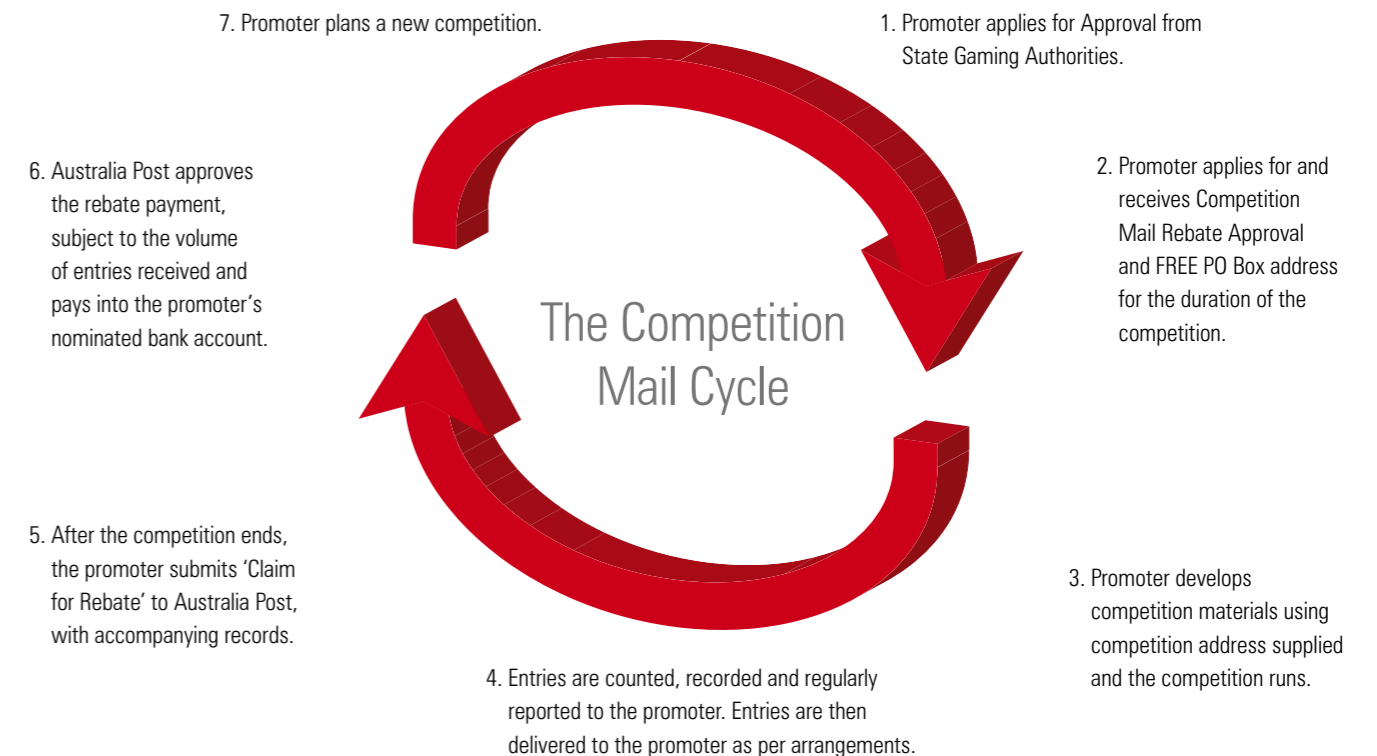 7. Promoter plans a new competition.
1. Promoter applies for Approval from
State Gaming Authorities.
2. Promoter applies for and
receives Competition
Mail Rebate Approval
and FREE PO Box address
for the duration of the
competition.
6. Australia Post approves
the rebate payment,
subject to the volume
of entries received and
pays into the promoter’s
nominated bank account.
The Competition
Mail Cycle
5. After the competition ends,
the promoter submits ‘Claim
for Rebate’ to Australia Post,
with accompanying records.
3. Promoter develops
competition materials using
competition address supplied
and the competition runs.
4. Entries are counted, recorded and regularly
reported to the promoter. Entries are then
delivered to the promoter as per arrangements.